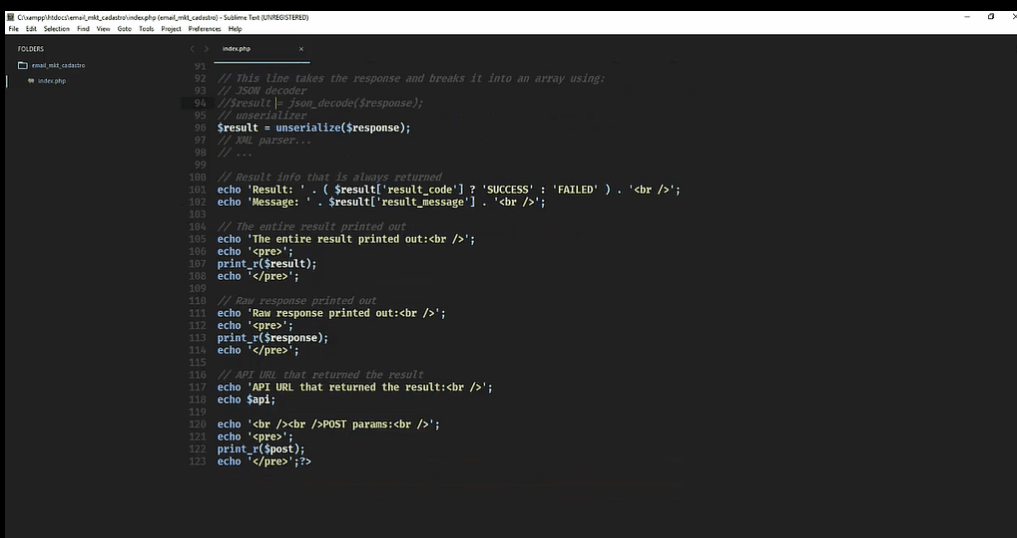 C:\xampp\htdocs\email_mkt_cadastro\index.php (email_mkt_cadastro) - Sublime Text (UNREGISTERED)
File Edit Selection Find View Goto Tools Project Preferences Help
FOLDERS
email_mkt_cadastro
index.php
index.php
91
92 // This line takes the response and breaks it into an array using:
93 // JSON decoder
94 //$result = json_decode($response);
95 // unserializer
96 $result = unserialize($response);
97 // XML parser...
98 // ...
99
100 // Result info that is always returned
101 echo 'Result: ' . ( $result['result_code'] ? 'SUCCESS' : 'FAILED' ) . '<br />';
102 echo 'Message: ' . $result['result_message'] . '<br />';
103
104 // The entire result printed out
105 echo 'The entire result printed out:<br />';
106 echo '<pre>';
107 print_r($result);
108 echo '</pre>';
109
110 // Raw response printed out
111 echo 'Raw response printed out:<br />';
112 echo '<pre>';
113 print_r($response);
114 echo '</pre>';
115
116 // API URL that returned the result
117 echo 'API URL that returned the result:<br />';
118 echo $api;
119
120 echo '<br /><br />POST params:<br />';
121 echo '<pre>';
122 print_r($post);
123 echo '</pre>';?>